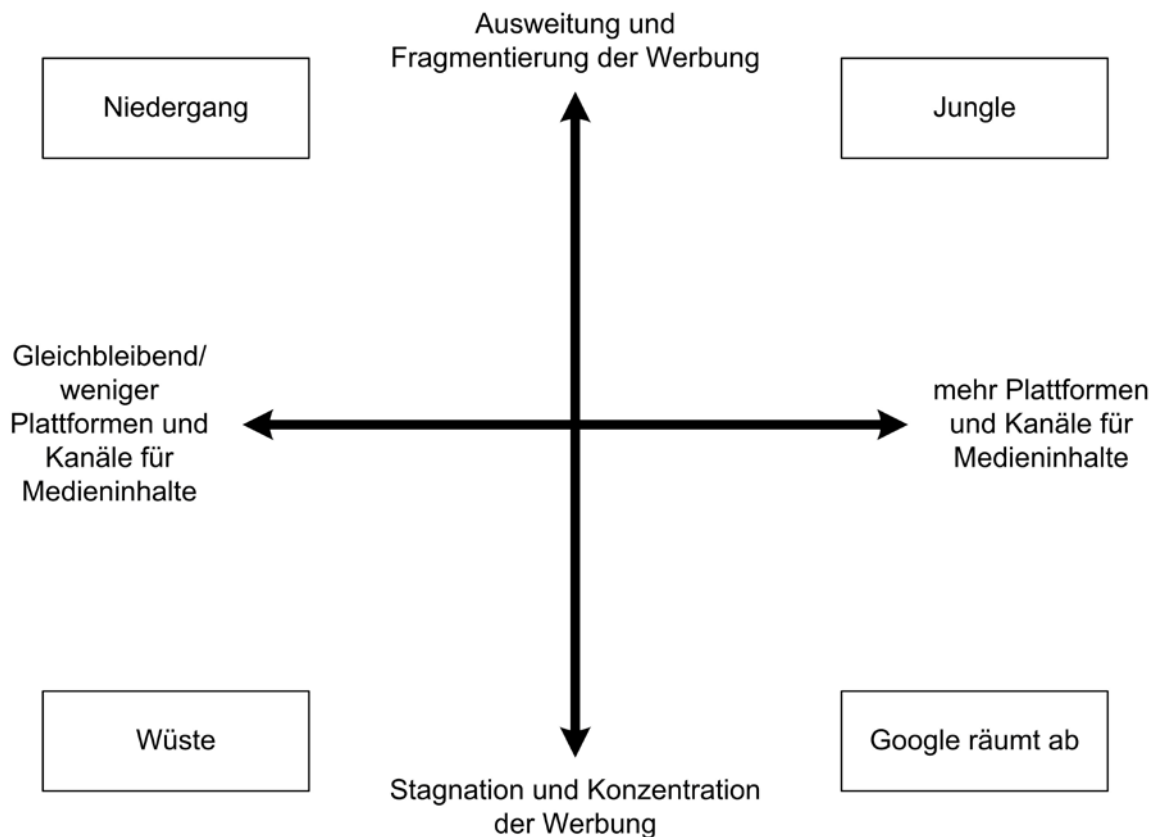 Ausweitung und
Fragmentierung der Werbung
Niedergang
Jungle
Gleichbleibend/
weniger
Plattformen und
Kanäle für
Medieninhalte
mehr Plattformen
und Kanäle für
Medieninhalte
Wüste
Google räumt ab
Stagnation und Konzentration
der Werbung